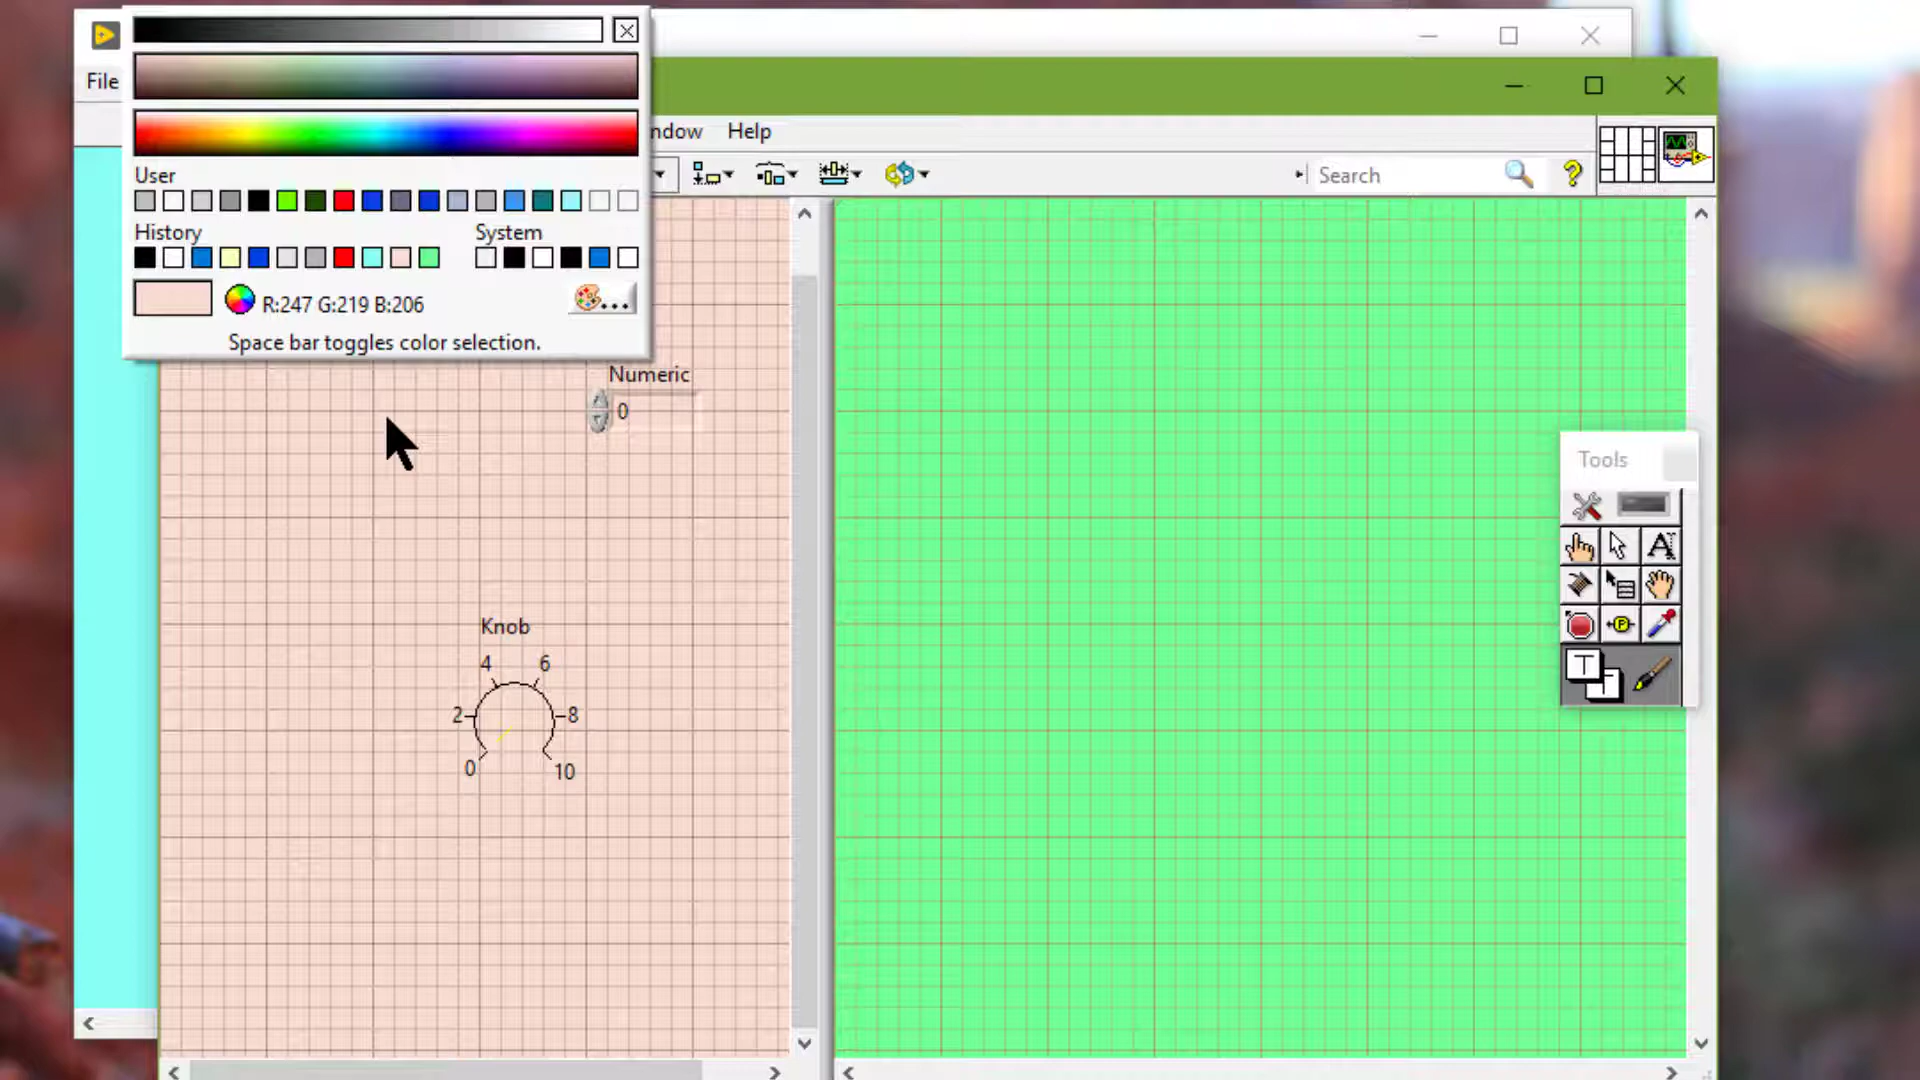 File
ndow Help
User
Search
History System
R:247 G:219 B:206
Space bar toggles color selection.
Numeric
0
Tools
Knob
4 6
2 8
0 10